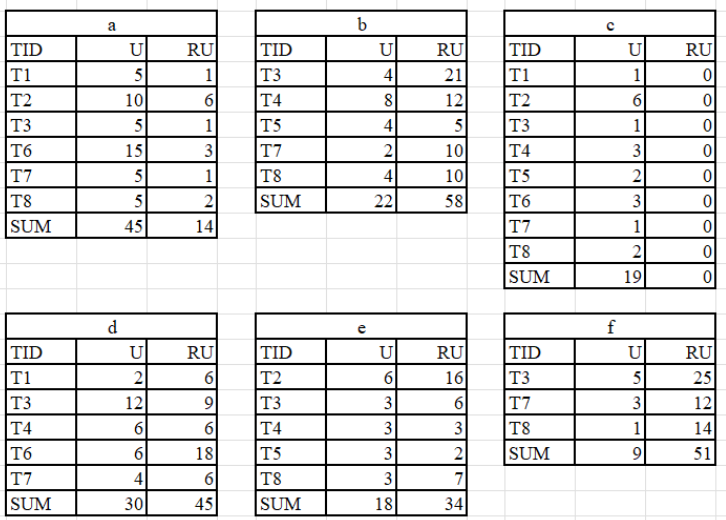 a
TID U RU
T1 5 1
T2 10 6
T3 5 1
T6 15 3
T7 5 1
T8 5 2
SUM 45 14
b
TID U RU
T3 4 21
T4 8 12
T5 4 5
T7 2 10
T8 4 10
SUM 22 58
c
TID U RU
T1 1 0
T2 6 0
T3 1 0
T4 3 0
T5 2 0
T6 3 0
T7 1 0
T8 2 0
SUM 19 0
d
TID U RU
T1 2 6
T3 12 9
T4 6 6
T6 6 18
T7 4 6
SUM 30 45
e
TID U RU
T2 6 16
T3 3 6
T4 3 3
T5 3 2
T8 3 7
SUM 18 34
f
TID U RU
T3 5 25
T7 3 12
T8 1 14
SUM 9 51